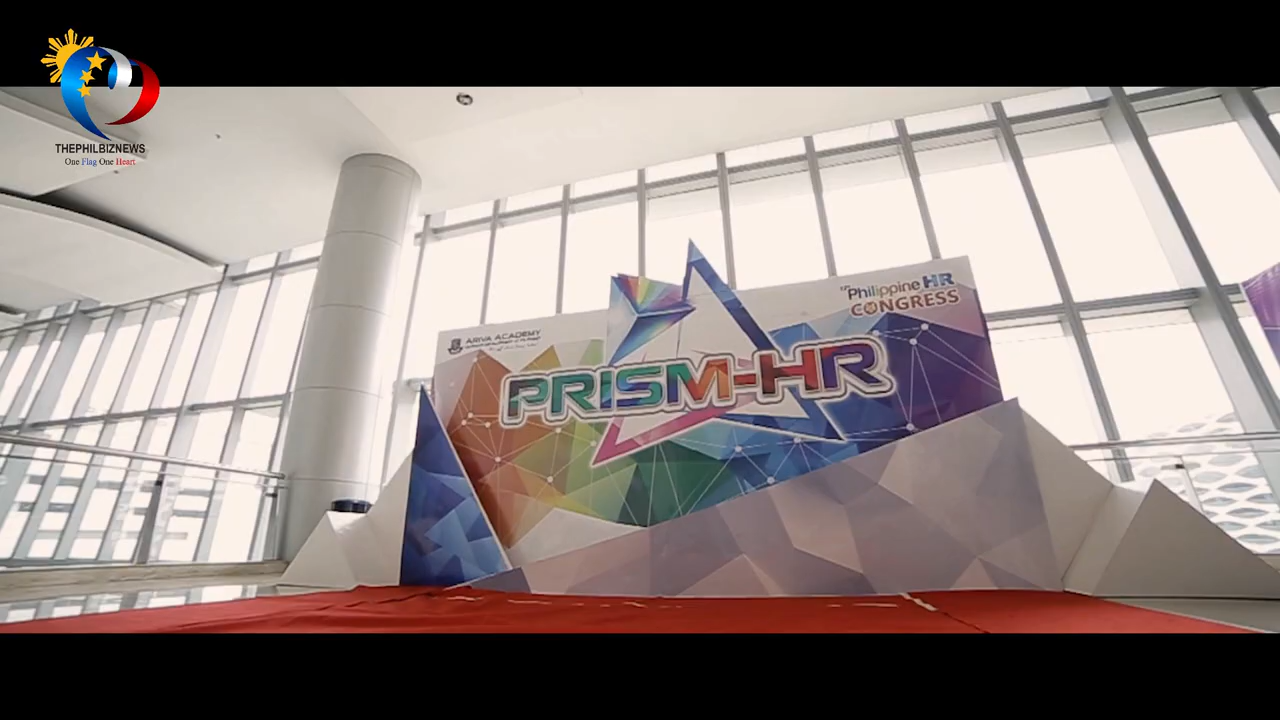 THEPHILBIZNEWS
One Flag One Heart
ARIVA ACADEMY
Philippine HR
CONGRESS
PRISM-HR